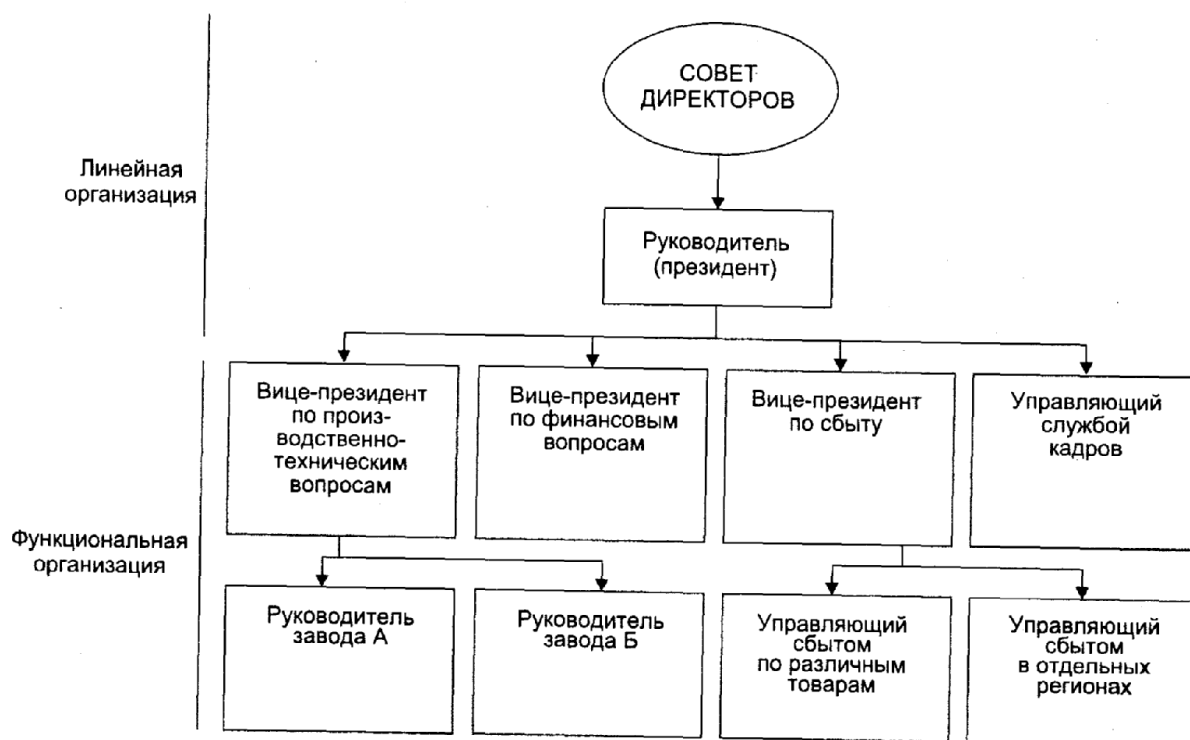 СОВЕТ
ДИРЕКТОРОВ
Линейная
организация
Руководитель
(президент)
Вице-президент
по произ-
водственно-
техническим
вопросам
Вице-президент
по финансовым
вопросам
Вице-президент
по сбыту
Управляющий
службой
кадров
Функциональная
организация
Руководитель
завода А
Руководитель
завода Б
Управляющий
сбытом
по различным
товарам
Управляющий
сбытом
в отдельных
регионах